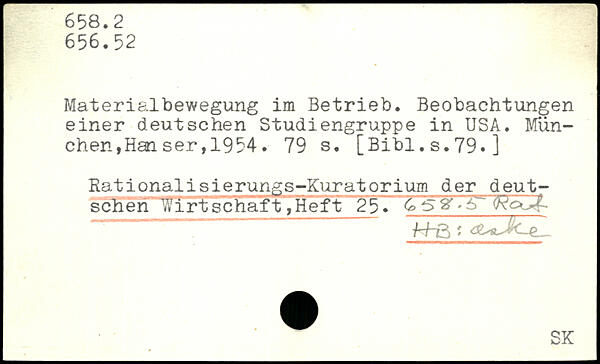 658.2
656.52
Materialbewegung im Betrieb. Beobachtungen
einer deutschen Studiengruppe in USA. Mün-
chen,Hanser,1954. 79 s. [Bibl.s.79.]
Rationalisierungs-Kuratorium der deut-
schen Wirtschaft,Heft 25. 658.5 Rat
HB: aske
SK